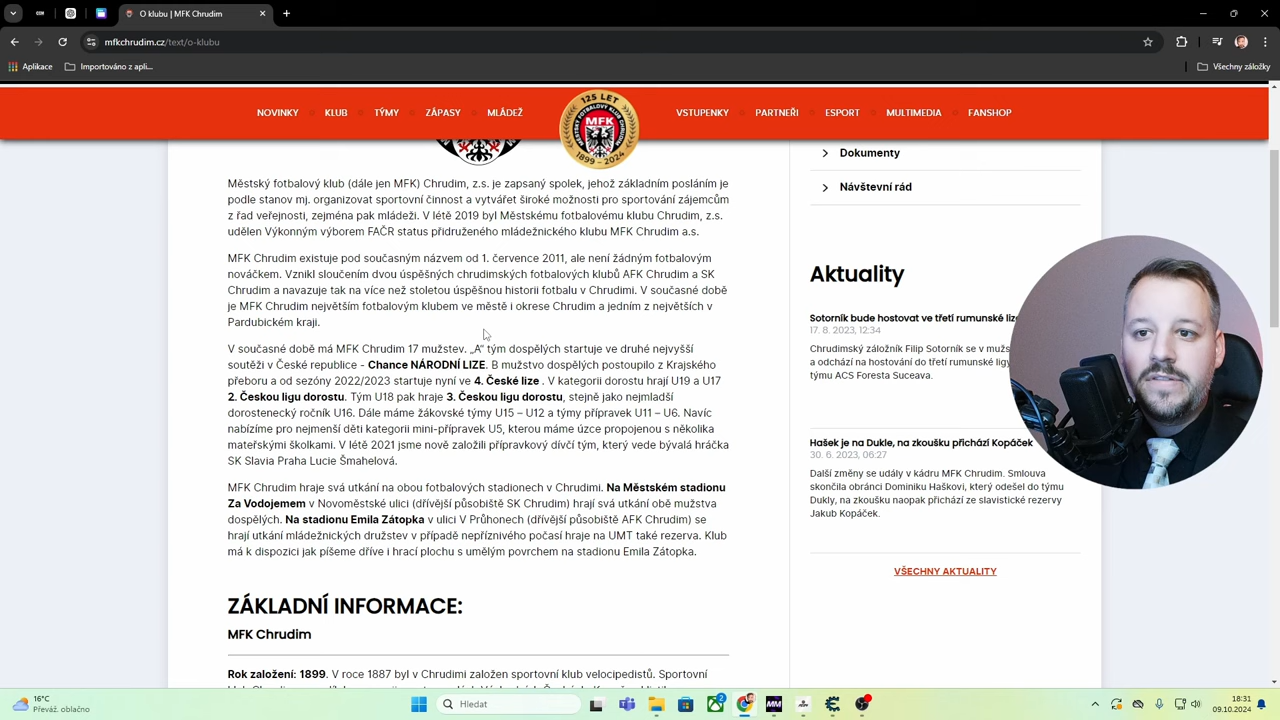 O klubu | MFK Chrudim
mfkchrudim.cz/text/o-klubu
Aplikace
Importováno z apli...
Všechny záložky
NOVINKY
KLUB
TÝMY
ZÁPASY
MLÁDEŽ
125 LET
MĚSTSKÝ FOTBALOVÝ KLUB CHRUDIM
MFK
1899 – 2024
VSTUPENKY
PARTNEŘI
ESPORT
MULTIMEDIA
FANSHOP
Městský fotbalový klub (dále jen MFK) Chrudim, z.s. je zapsaný spolek, jehož základním posláním je
podle stanov mj. organizovat sportovní činnost a vytvářet široké možnosti pro sportování zájemcům
z řad veřejnosti, zejména pak mládeži. V létě 2019 byl Městskému fotbalovému klubu Chrudim, z.s.
udělen Výkonným výborem FAČR status přidruženého mládežnického klubu MFK Chrudim a.s.
MFK Chrudim existuje pod současným názvem od 1. července 2011, ale není žádným fotbalovým
nováčkem. Vznikl sloučením dvou úspěšných chrudimských fotbalových klubů AFK Chrudim a SK
Chrudim a navazuje tak na více než stoletou úspěšnou historii fotbalu v Chrudimi. V současné době
je MFK Chrudim největším fotbalovým klubem ve městě i okrese Chrudim a jedním z největších v
Pardubickém kraji.
V současné době má MFK Chrudim 17 mužstev. „A“ tým dospělých startuje ve druhé nejvyšší
soutěži v České republice - Chance NÁRODNÍ LIZE. B mužstvo dospělých postoupilo z Krajského
přeboru a od sezóny 2022/2023 startuje nyní ve 4. České lize . V kategorii dorostu hrají U19 a U17
2. Českou ligu dorostu. Tým U18 pak hraje 3. Českou ligu dorostu, stejně jako nejmladší
dorostenecký ročník U16. Dále máme žákovské týmy U15 – U12 a týmy přípravek U11 – U6. Navíc
nabízíme pro nejmenší děti kategorii mini-přípravek U5, kterou máme úzce propojenou s několika
mateřskými školkami. V létě 2021 jsme nově založili přípravkový dívčí tým, který vede bývalá hráčka
SK Slavia Praha Lucie Šmahelová.
MFK Chrudim hraje svá utkání na obou fotbalových stadionech v Chrudimi. Na Městském stadionu
Za Vodojemem v Novoměstské ulici (dřívější působiště SK Chrudim) hrají svá utkání obě mužstva
dospělých. Na stadionu Emila Zátopka v ulici V Průhonech (dřívější působiště AFK Chrudim) se
hrají utkání mládežnických družstev v případě nepříznivého počasí hraje na UMT také rezerva. Klub
má k dispozici jak píšeme dříve i hrací plochu s umělým povrchem na stadionu Emila Zátopka.
ZÁKLADNÍ INFORMACE:
MFK Chrudim
Rok založení: 1899. V roce 1887 byl v Chrudimi založen sportovní klub velocipedistů. Sportovní
Dokumenty
Návštevní rád
Aktuality
Sotorník bude hostovat ve třetí rumunské lize
17. 8. 2023, 12:34
Chrudimský záložník Filip Sotorník se v
a odchází na hostování do třetí rumunské
týmu ACS Foresta Suceava.
Hašek je na Dukle, na zkoušku přichází Kopáček
30. 6. 2023, 06:27
Další změny se udály v kádru MFK Chrudim. Smlouva
skončila obránci Dominiku Haškovi, který odešel do týmu
Dukly, na zkoušku naopak přichází ze slavistické rezervy
Jakub Kopáček.
VŠECHNY AKTUALITY
16°C
Převáž. oblačno
Hledat
2
18:31
09.10.2024